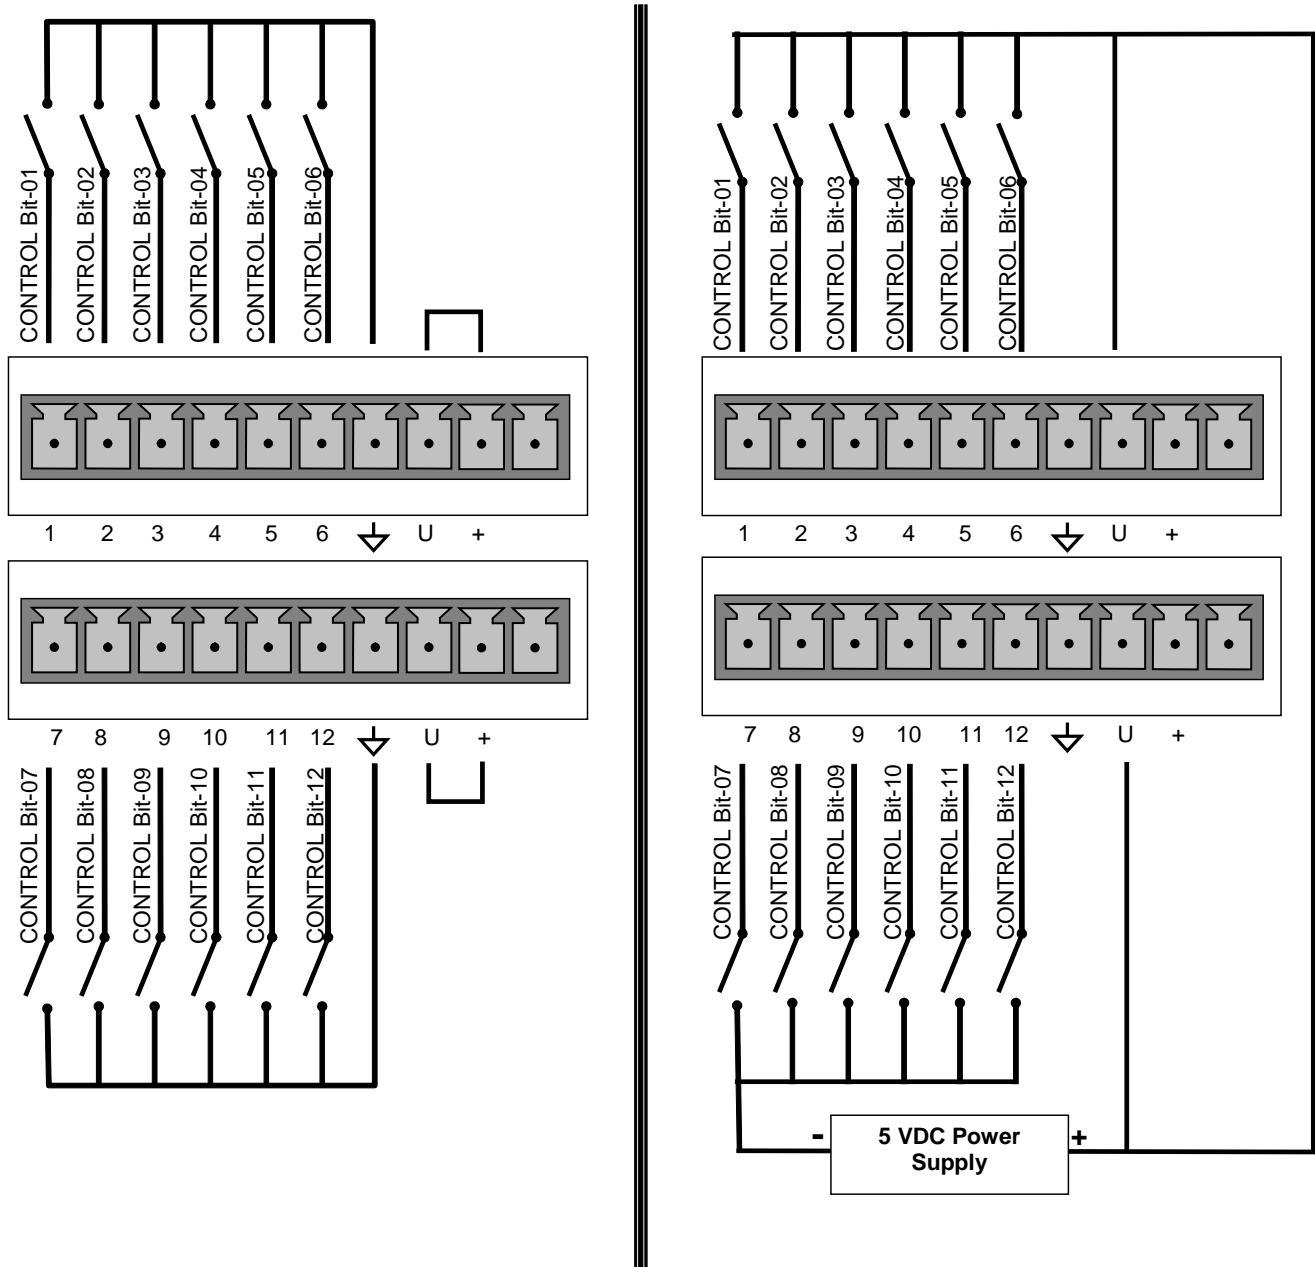 CONTROL Bit-01
CONTROL Bit-02
CONTROL Bit-03
CONTROL Bit-04
CONTROL Bit-05
CONTROL Bit-06
1 2 3 4 5 6 U +
7 8 9 10 11 12 U +
CONTROL Bit-07
CONTROL Bit-08
CONTROL Bit-09
CONTROL Bit-10
CONTROL Bit-11
CONTROL Bit-12
CONTROL Bit-01
CONTROL Bit-02
CONTROL Bit-03
CONTROL Bit-04
CONTROL Bit-05
CONTROL Bit-06
1 2 3 4 5 6 U +
7 8 9 10 11 12 U +
CONTROL Bit-07
CONTROL Bit-08
CONTROL Bit-09
CONTROL Bit-10
CONTROL Bit-11
CONTROL Bit-12
- 5 VDC Power +
Supply